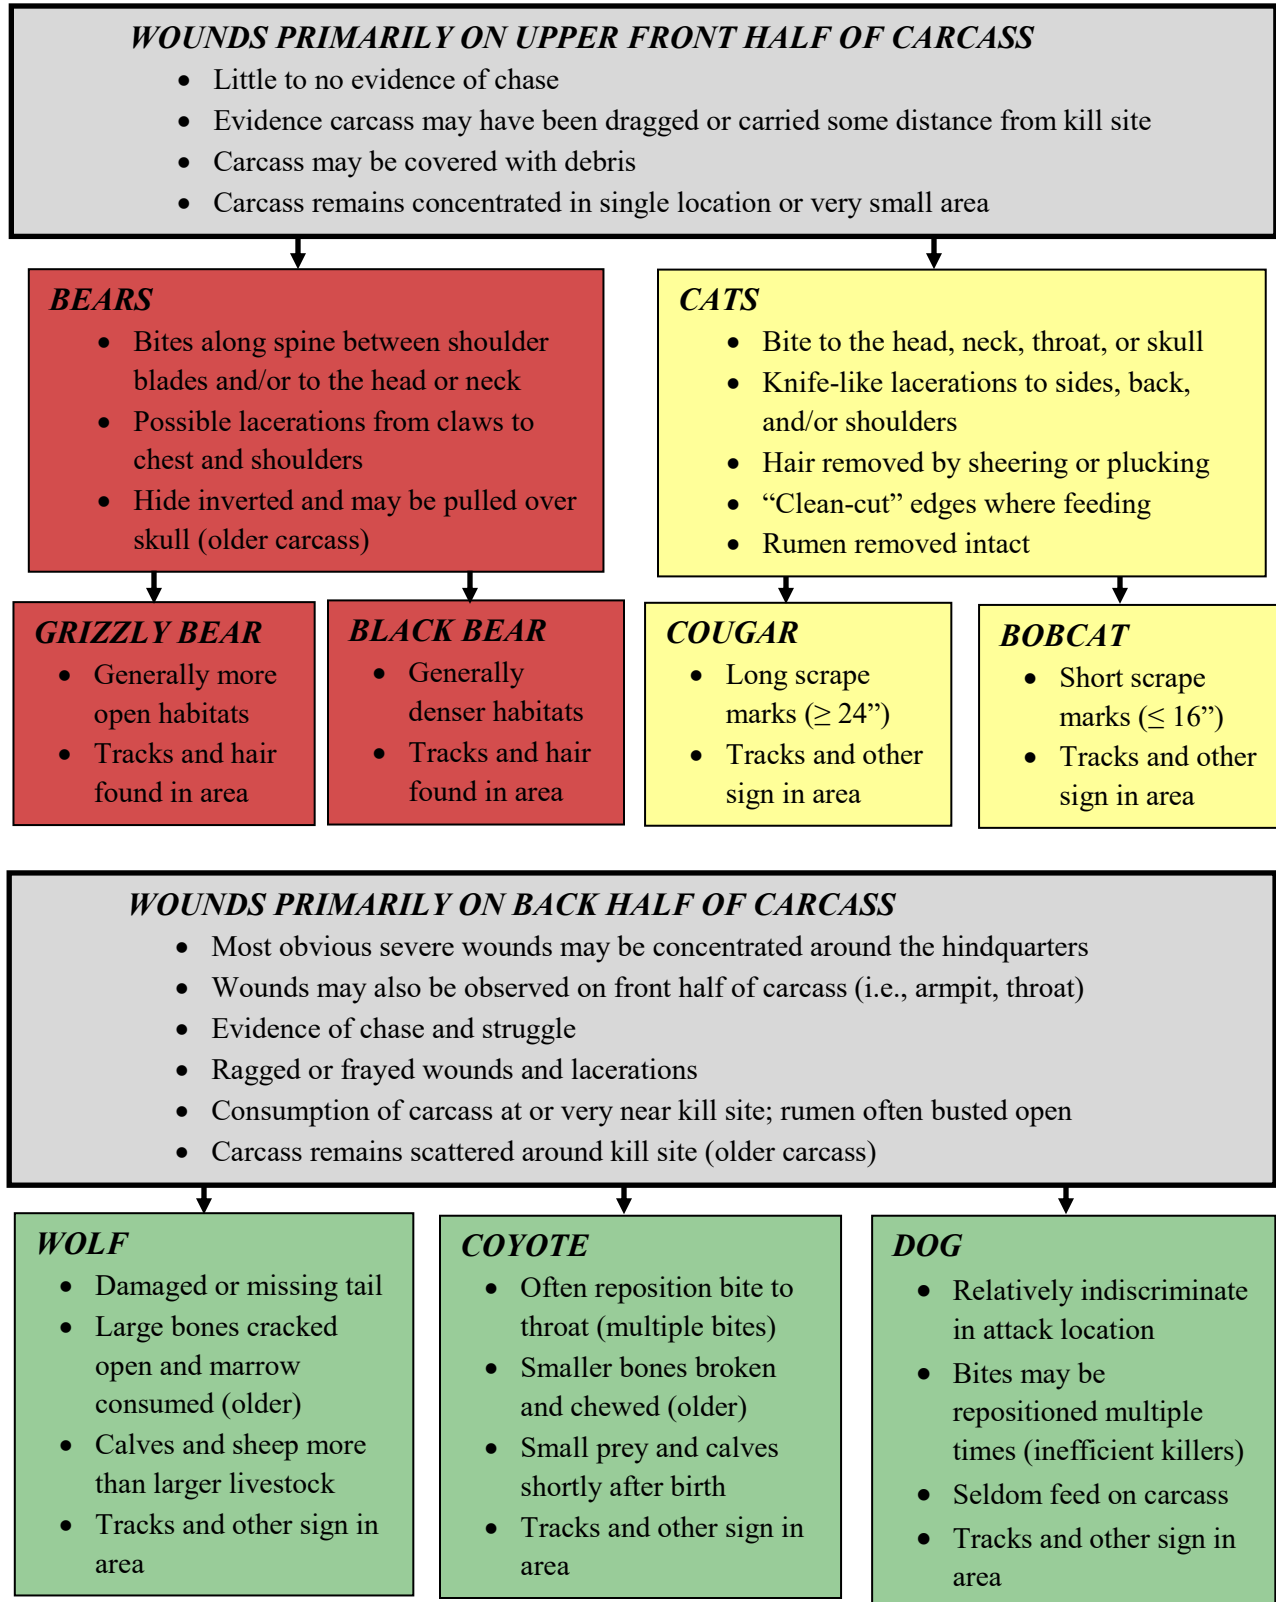 WOUNDS PRIMARILY ON UPPER FRONT HALF OF CARCASS
• Little to no evidence of chase
• Evidence carcass may have been dragged or carried some distance from kill site
• Carcass may be covered with debris
• Carcass remains concentrated in single location or very small area
BEARS
• Bites along spine between shoulder
blades and/or to the head or neck
• Possible lacerations from claws to
chest and shoulders
• Hide inverted and may be pulled over
skull (older carcass)
CATS
• Bite to the head, neck, throat, or skull
• Knife-like lacerations to sides, back,
and/or shoulders
• Hair removed by sheering or plucking
• “Clean-cut” edges where feeding
• Rumen removed intact
GRIZZLY BEAR
• Generally more
open habitats
• Tracks and hair
found in area
BLACK BEAR
• Generally
denser habitats
• Tracks and hair
found in area
COUGAR
• Long scrape
marks (≥ 24”)
• Tracks and other
sign in area
BOBCAT
• Short scrape
marks (≤ 16”)
• Tracks and other
sign in area
WOUNDS PRIMARILY ON BACK HALF OF CARCASS
• Most obvious severe wounds may be concentrated around the hindquarters
• Wounds may also be observed on front half of carcass (i.e., armpit, throat)
• Evidence of chase and struggle
• Ragged or frayed wounds and lacerations
• Consumption of carcass at or very near kill site; rumen often busted open
• Carcass remains scattered around kill site (older carcass)
WOLF
• Damaged or missing tail
• Large bones cracked
open and marrow
consumed (older)
• Calves and sheep more
than larger livestock
• Tracks and other sign in
area
COYOTE
• Often reposition bite to
throat (multiple bites)
• Smaller bones broken
and chewed (older)
• Small prey and calves
shortly after birth
• Tracks and other sign in
area
DOG
• Relatively indiscriminate
in attack location
• Bites may be
repositioned multiple
times (inefficient killers)
• Seldom feed on carcass
• Tracks and other sign in
area